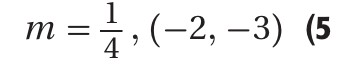 m = 1/4, (−2, −3) (5